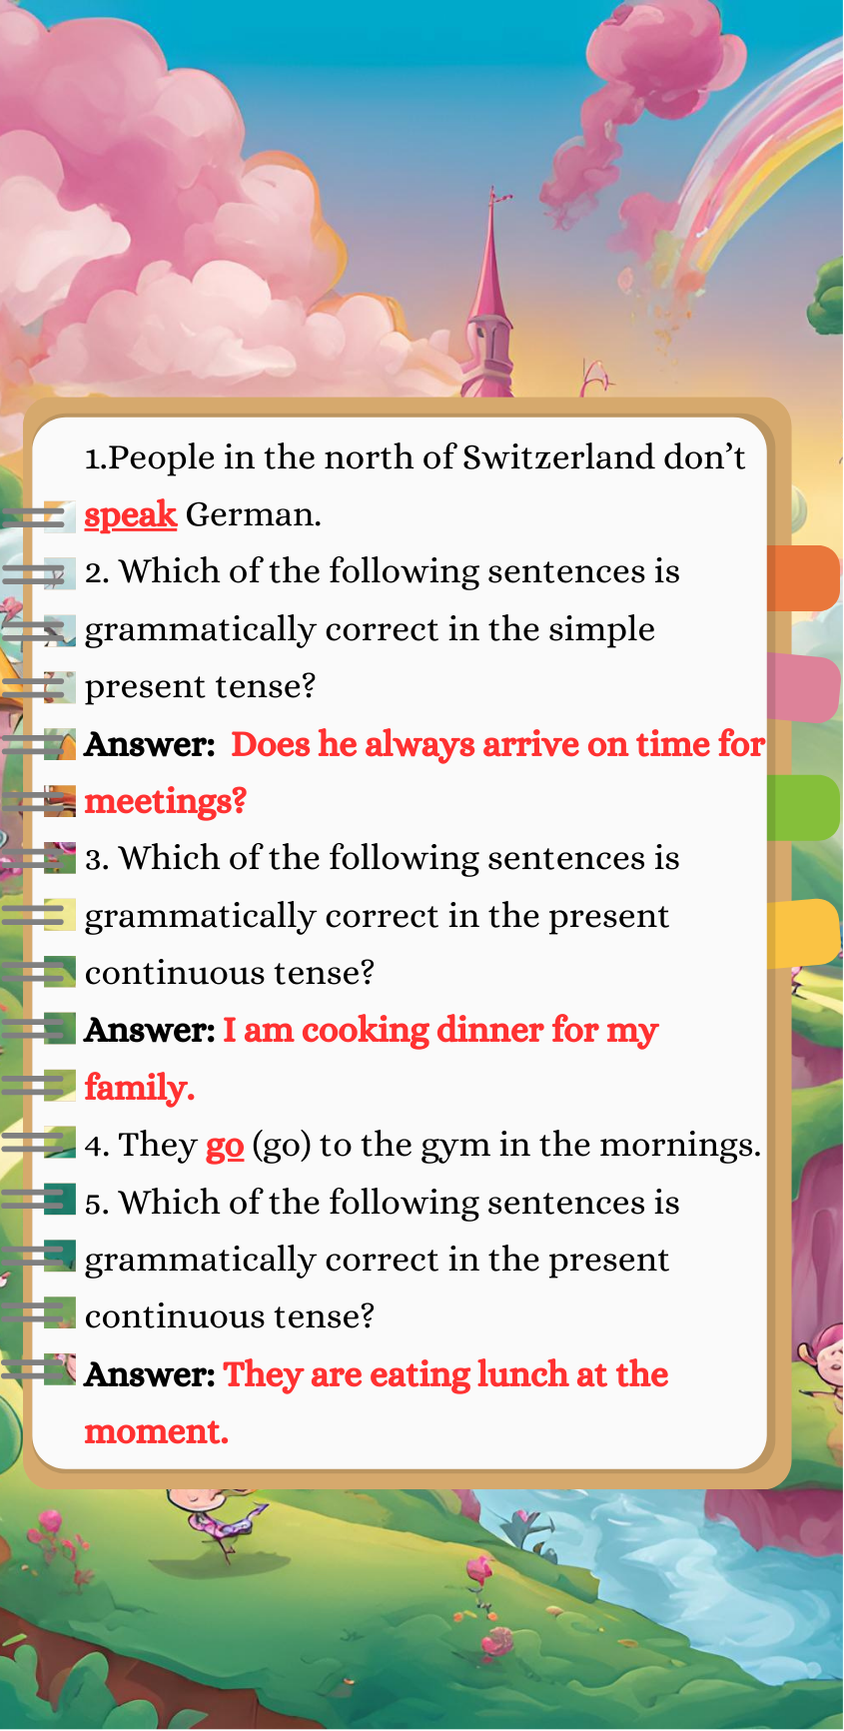 1.People in the north of Switzerland don’t
speak German.
2. Which of the following sentences is
grammatically correct in the simple
present tense?
Answer:  Does he always arrive on time for
meetings?
3. Which of the following sentences is
grammatically correct in the present
continuous tense?
Answer: I am cooking dinner for my
family.
4. They go (go) to the gym in the mornings.
5. Which of the following sentences is
grammatically correct in the present
continuous tense?
Answer: They are eating lunch at the
moment.